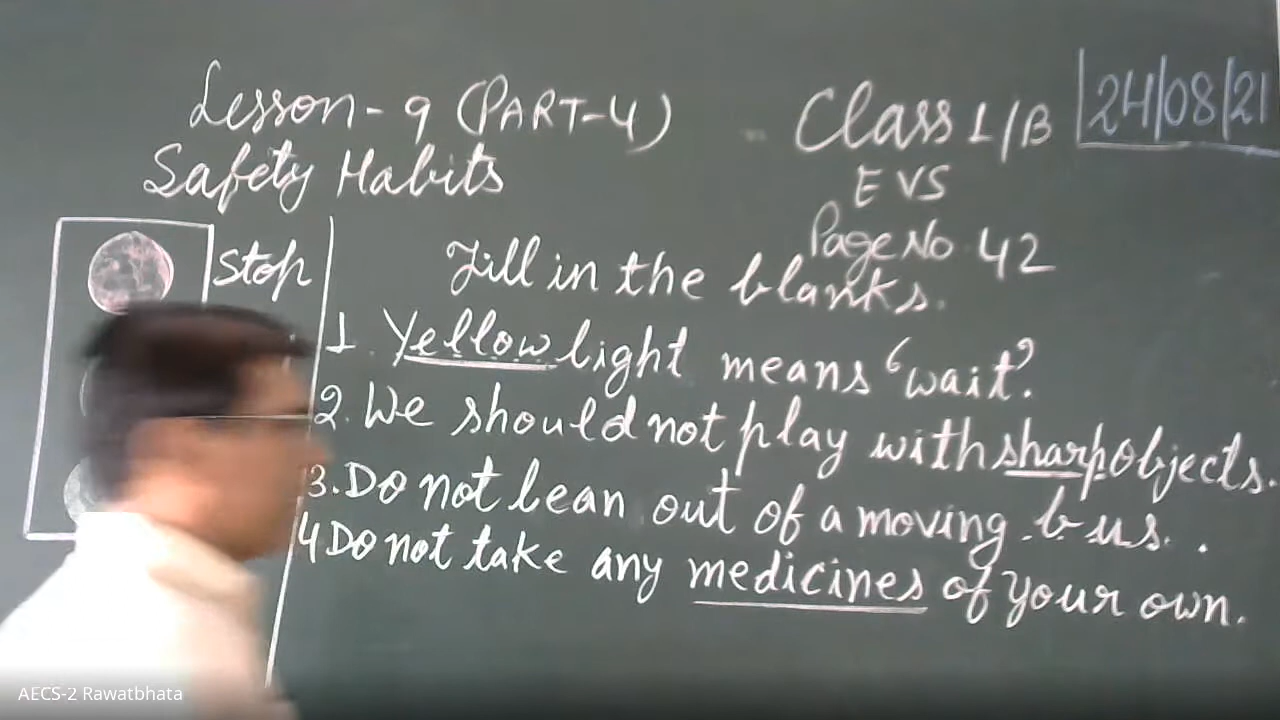 Lesson - 9 (PART-4)
Safety Habits
Class 1/B
24/08/21
EVS
Page No 42
Stop
Fill in the blanks.
1. Yellow light means 'wait'.
2. We should not play with sharp objects.
3. Do not lean out of a moving bus.
4 Do not take any medicines of your own.
AECS-2 Rawatbhata